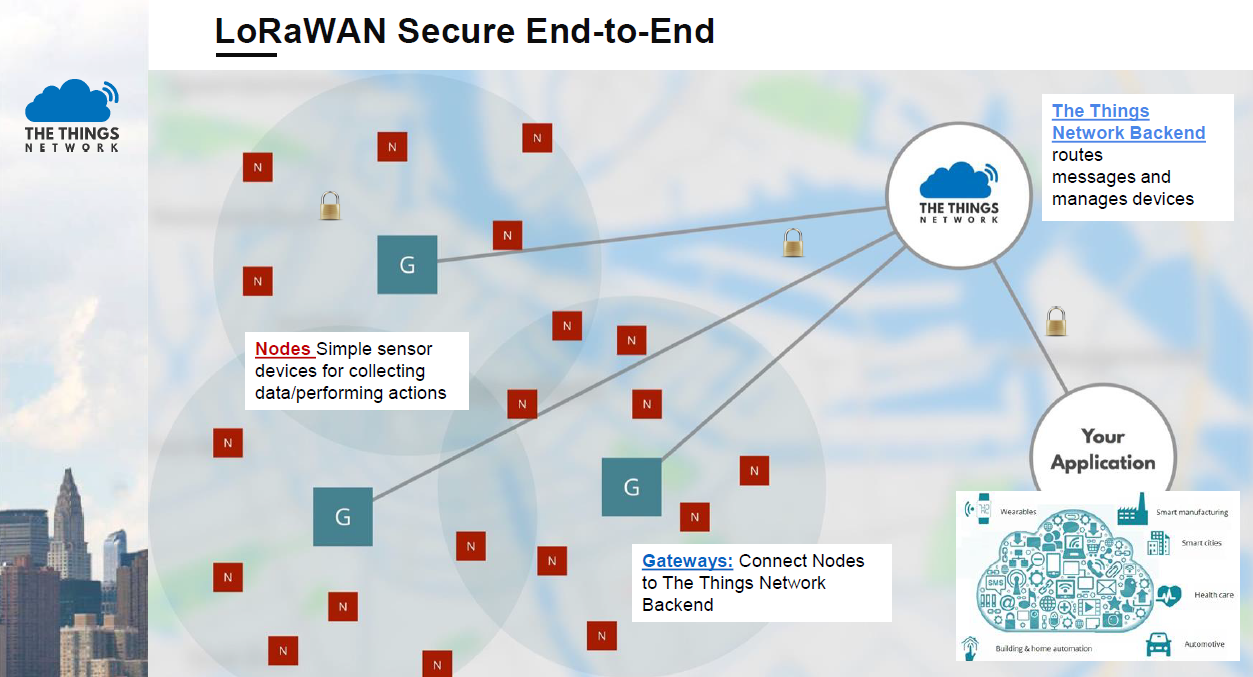 LoRaWAN Secure End-to-End
THE THINGS
NETWORK
N
N
N
N
N
G
THE THINGS
NETWORK
The Things
Network Backend
routes
messages and
manages devices
Nodes Simple sensor
devices for collecting
data/performing actions
N
N
N
N
N
N
N
G
G
N
N
N
N
N
N
N
N
Gateways: Connect Nodes
to The Things Network
Backend
Your
Application
Wearables
Smart manufacturing
Smart cities
SMS
Health care
Building & home automation
Automotive